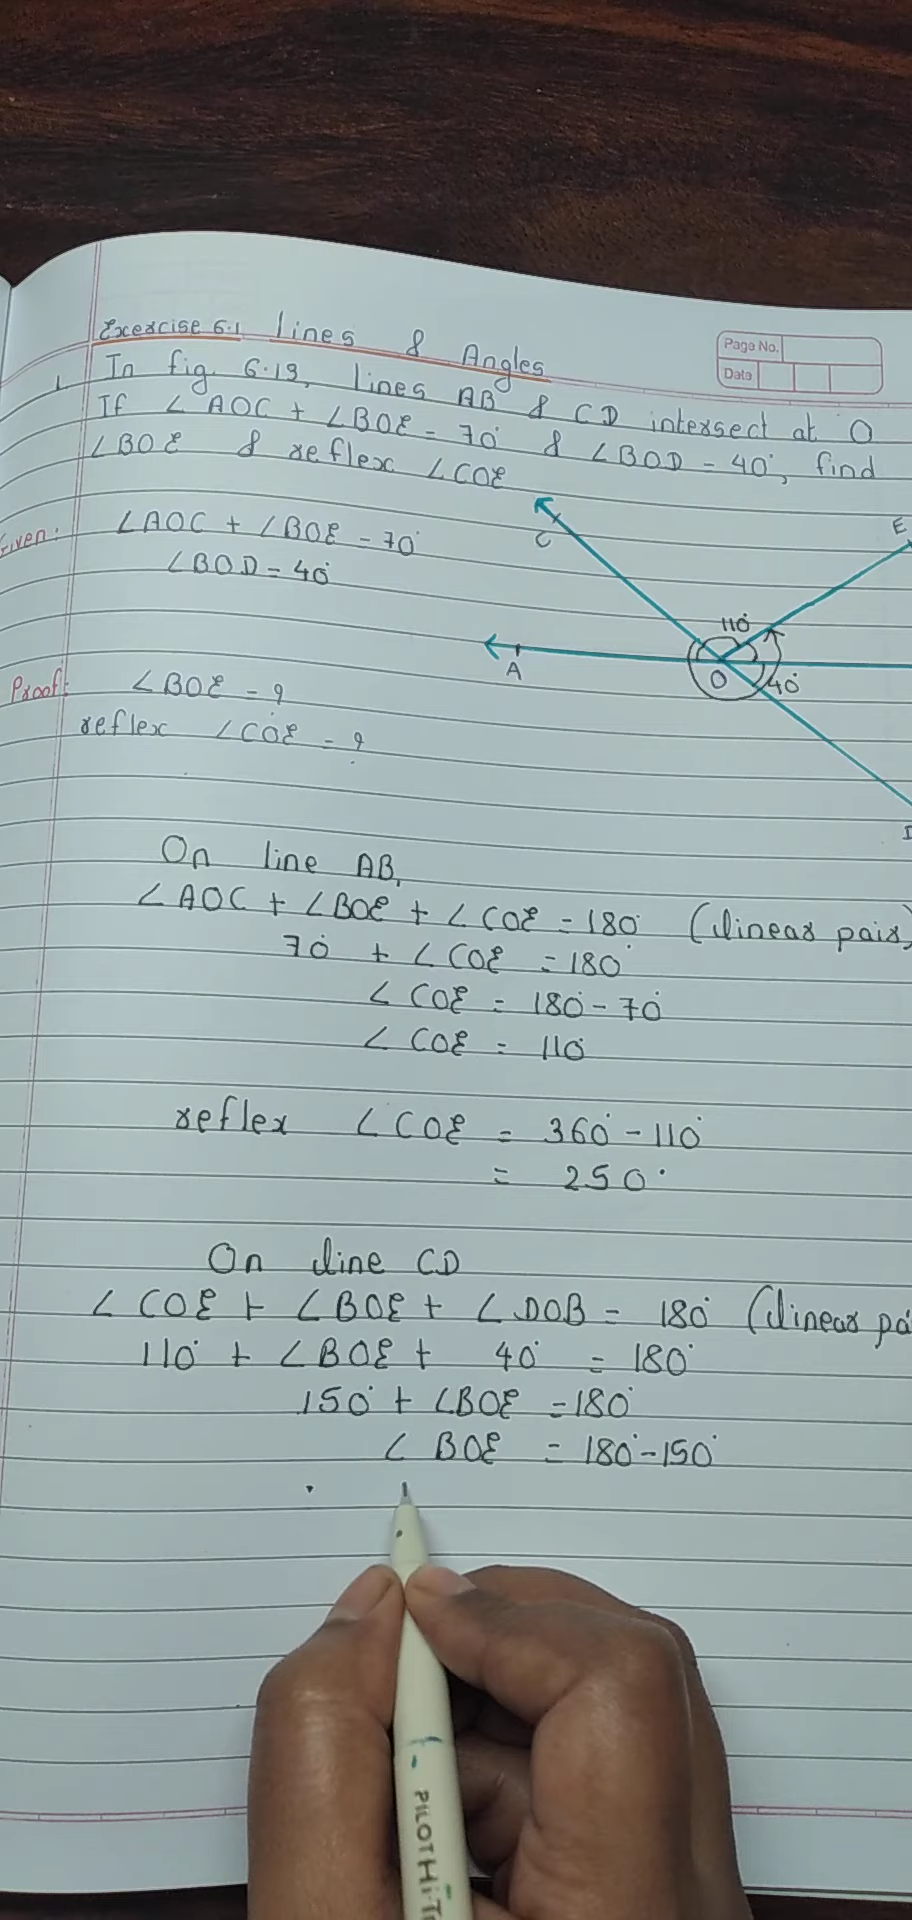 Exercise 6.1 Lines & Angles
Page No.
Date
1. In fig. 6.13, lines AB & CD intersect at O
If ∠AOC + ∠BOE = 70° & ∠BOD = 40°, find
∠BOE & reflex ∠COE
Given: ∠AOC + ∠BOE = 70°
∠BOD = 40°
C
E
110°
A
O
40°
Proof: ∠BOE = ?
reflex ∠COE = ?
On line AB,
∠AOC + ∠BOE + ∠COE = 180° (linear pair)
70° + ∠COE = 180°
∠COE = 180° - 70°
∠COE = 110°
reflex ∠COE = 360° - 110°
= 250°
On line CD
∠COE + ∠BOE + ∠DOB = 180° (linear pa
110° + ∠BOE + 40° = 180°
150° + ∠BOE = 180°
∠BOE = 180° - 150°
PILOT Hi-Te